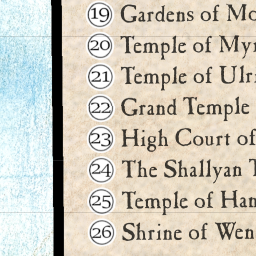 19 Gardens of Mo
20 Temple of Myr
21 Temple of Ulr
22 Grand Temple
23 High Court of
24 The Shallyan T
25 Temple of Han
26 Shrine of Wen